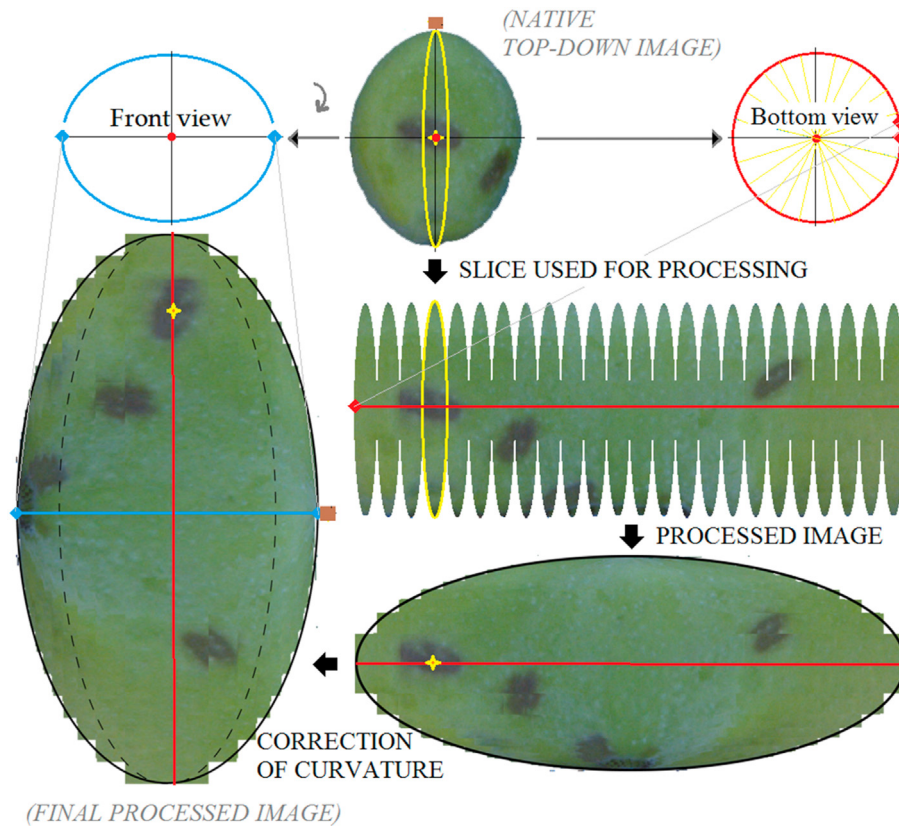 (NATIVE
TOP-DOWN IMAGE)
Front view
Bottom view
SLICE USED FOR PROCESSING
PROCESSED IMAGE
CORRECTION
OF CURVATURE
(FINAL PROCESSED IMAGE)